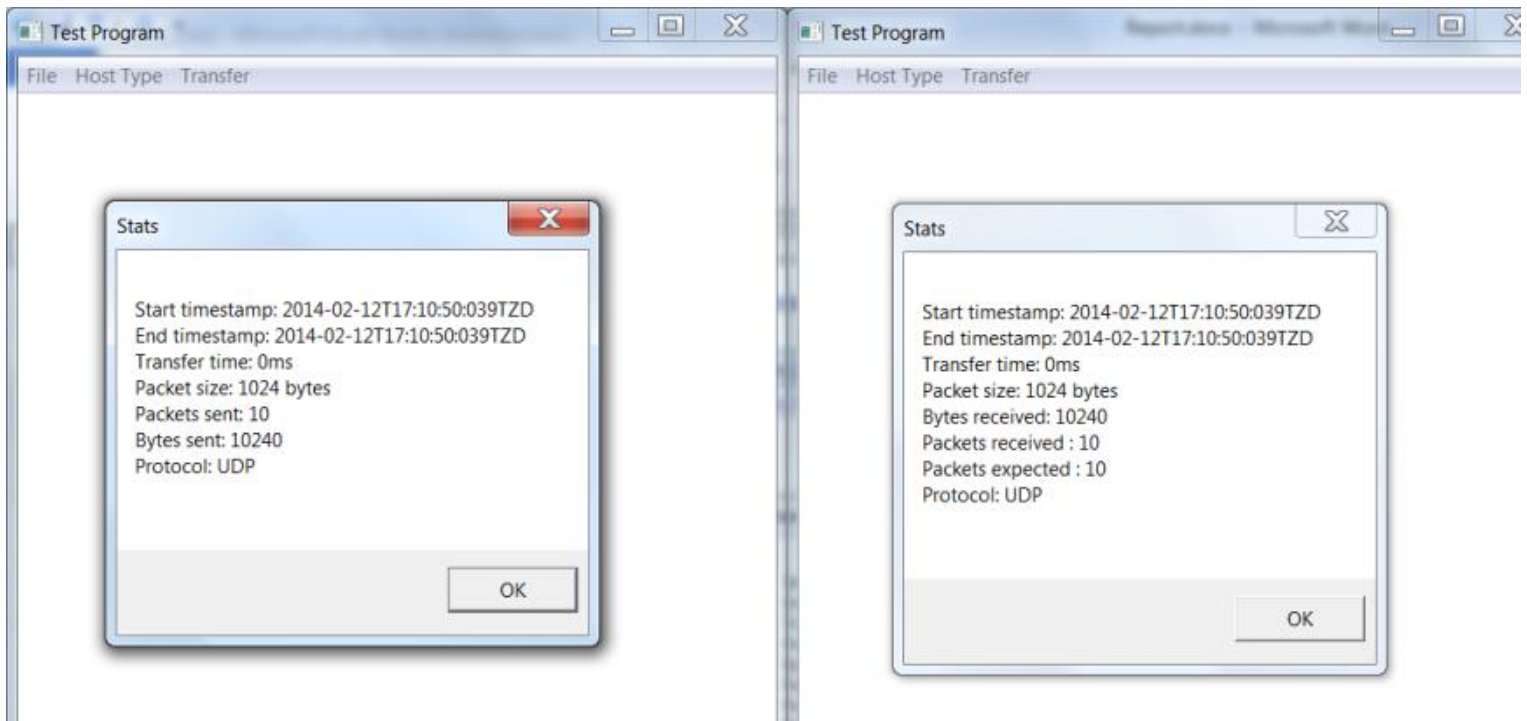 Test Program
File Host Type Transfer
Stats
Start timestamp: 2014-02-12T17:10:50:039TZD
End timestamp: 2014-02-12T17:10:50:039TZD
Transfer time: 0ms
Packet size: 1024 bytes
Packets sent: 10
Bytes sent: 10240
Protocol: UDP
OK
Test Program
File Host Type Transfer
Stats
Start timestamp: 2014-02-12T17:10:50:039TZD
End timestamp: 2014-02-12T17:10:50:039TZD
Transfer time: 0ms
Packet size: 1024 bytes
Bytes received: 10240
Packets received : 10
Packets expected : 10
Protocol: UDP
OK